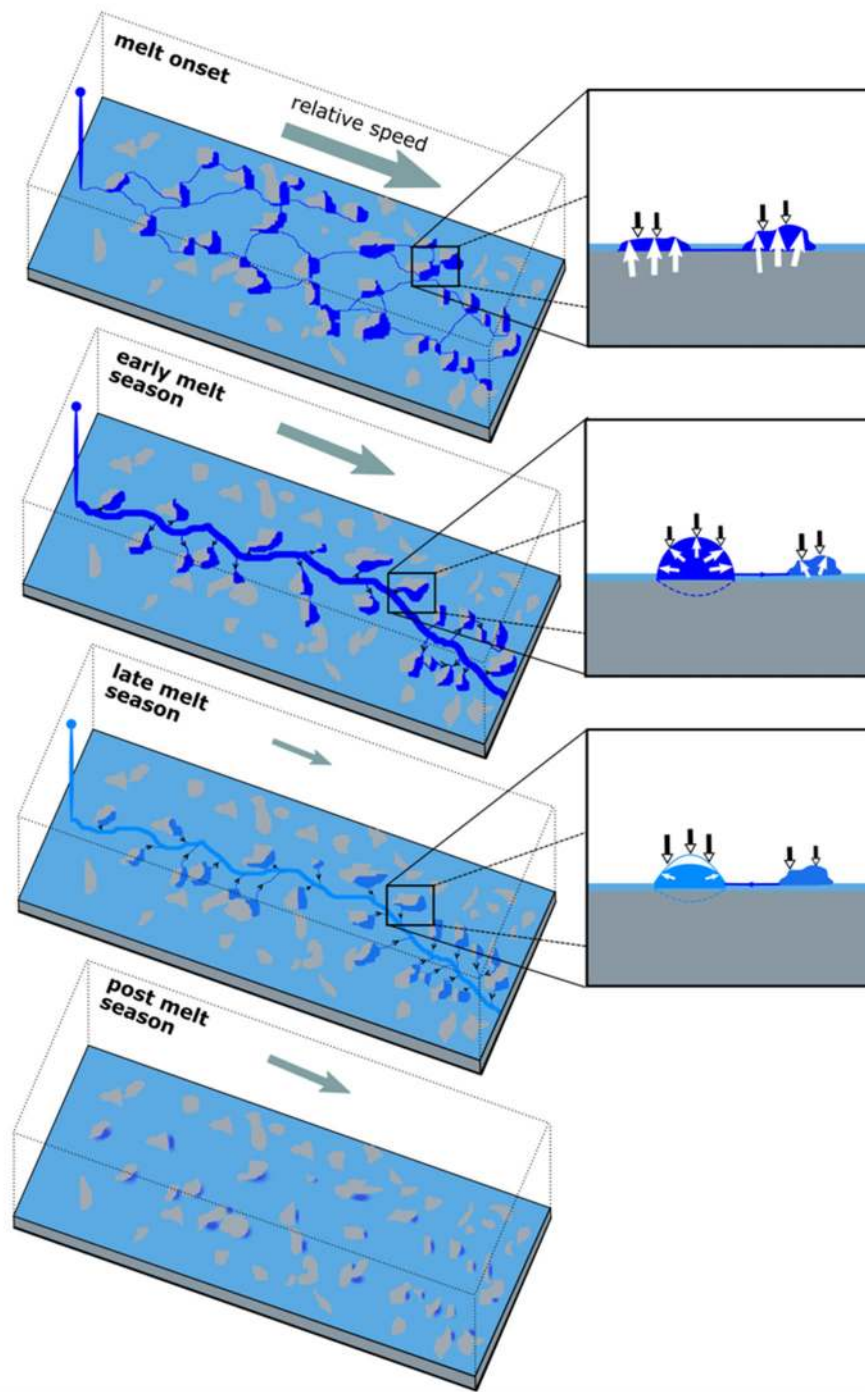 melt onset
relative speed
early melt
season
late melt
season
post melt
season